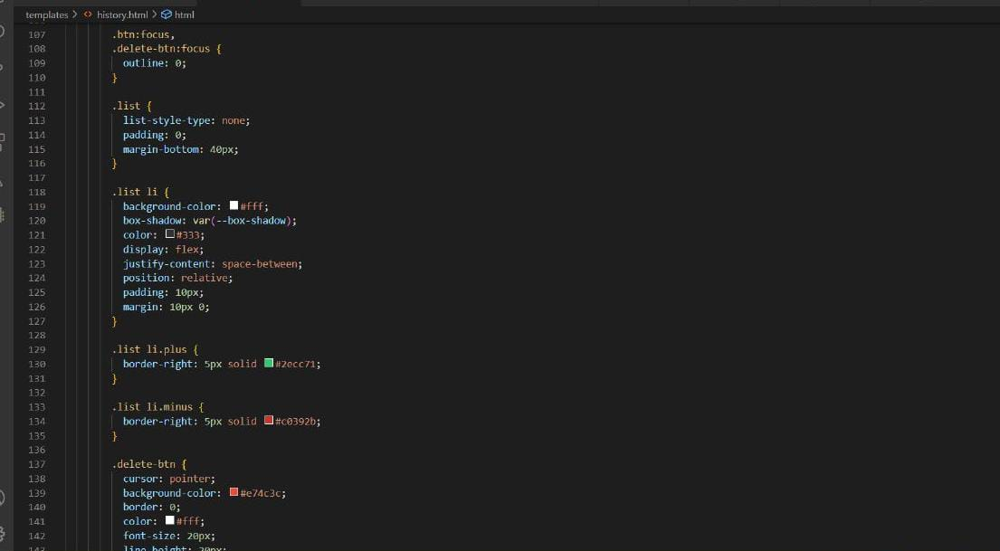 templates > <> history.html > html
107 .btn:focus,
108 .delete-btn:focus {
109 outline: 0;
110 }
111
112 .list {
113 list-style-type: none;
114 padding: 0;
115 margin-bottom: 40px;
116 }
117
118 .list li {
119 background-color: #fff;
120 box-shadow: var(--box-shadow);
121 color: #333;
122 display: flex;
123 justify-content: space-between;
124 position: relative;
125 padding: 10px;
126 margin: 10px 0;
127 }
128
129 .list li.plus {
130 border-right: 5px solid #2ecc71;
131 }
132
133 .list li.minus {
134 border-right: 5px solid #c0392b;
135 }
136
137 .delete-btn {
138 cursor: pointer;
139 background-color: #e74c3c;
140 border: 0;
141 color: #fff;
142 font-size: 20px;
143 line-height: 20px;